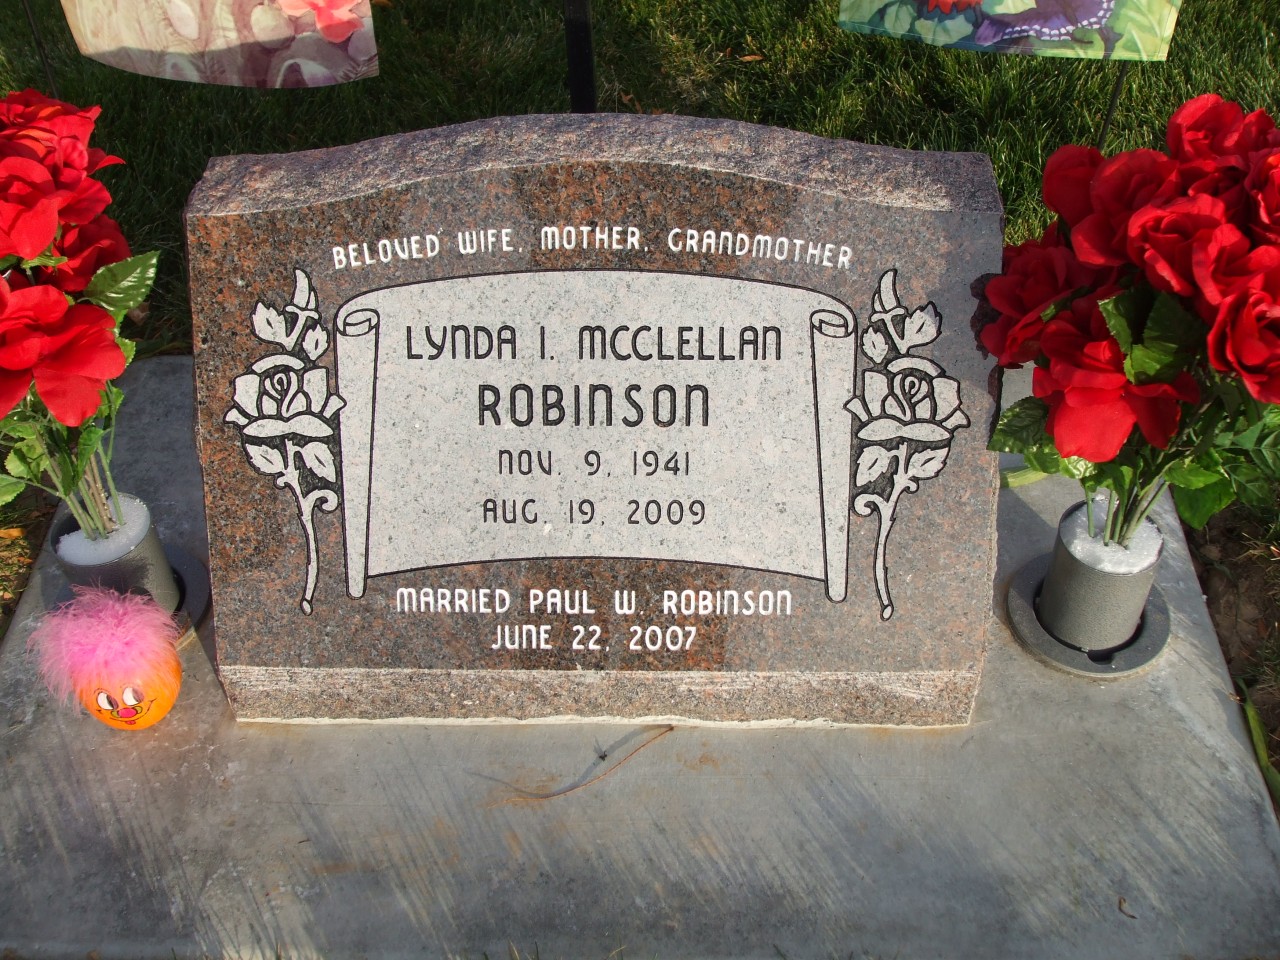 BELOVED WIFE, MOTHER, GRANDMOTHER
LYNDA I. MCCLELLAN
ROBINSON
NOV. 9, 1941
AUG. 19, 2009
MARRIED PAUL W. ROBINSON
JUNE 22, 2007